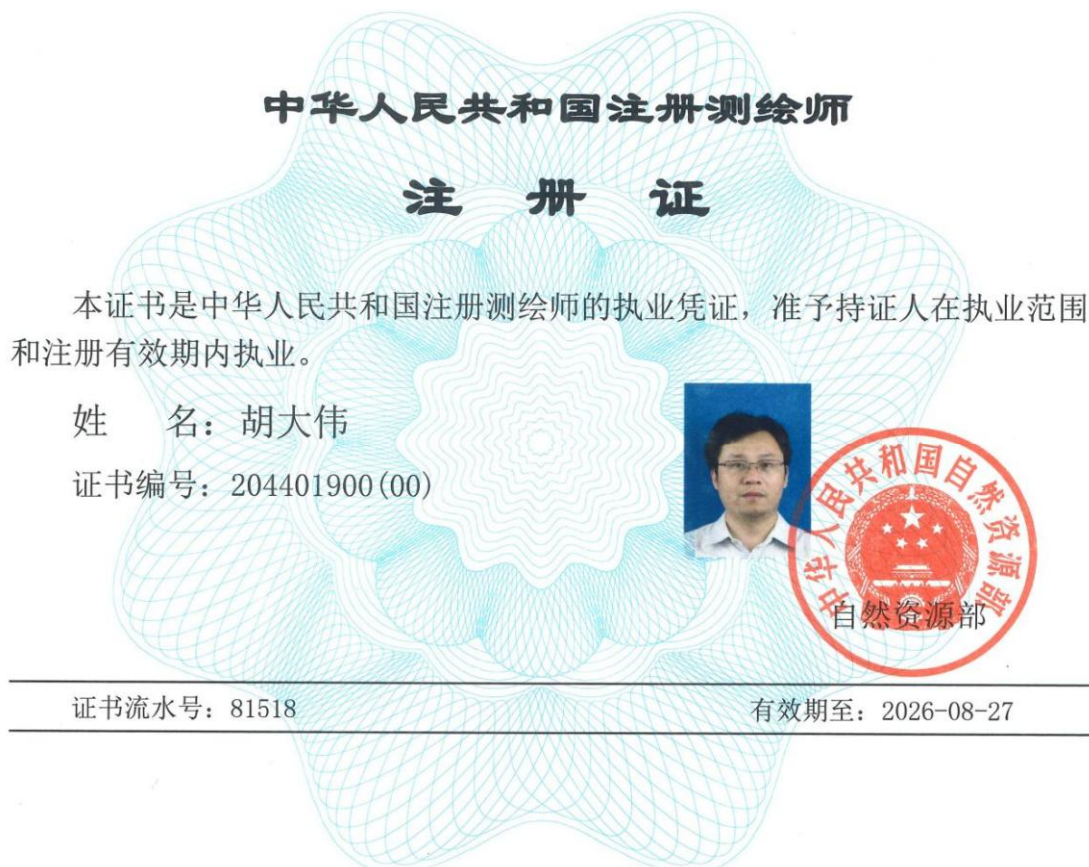 中华人民共和国注册测绘师
注 册 证
本证书是中华人民共和国注册测绘师的执业凭证，准予持证人在执业范围
和注册有效期内执业。
姓 名：胡大伟
证书编号：204401900(00)
中华人民共和国自然资源部
自然资源部
证书流水号：81518
有效期至：2026-08-27